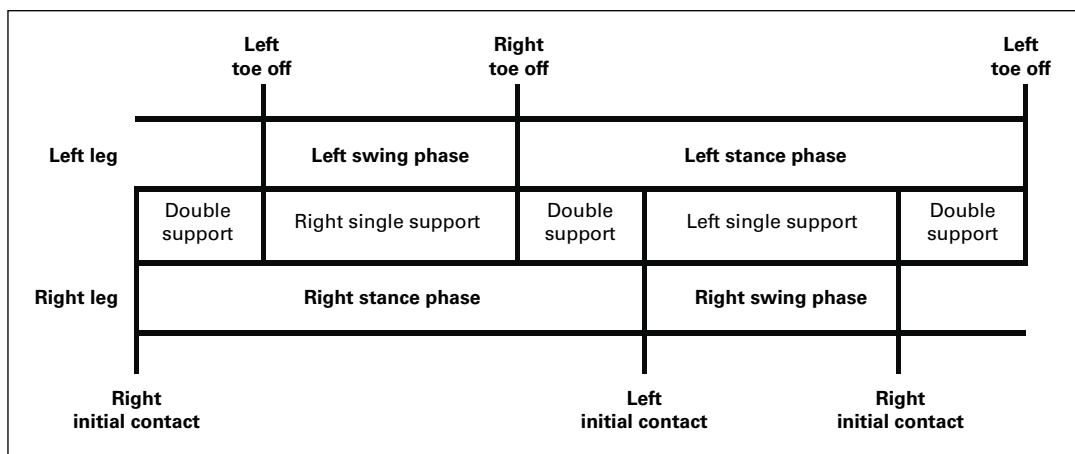 Left
toe off
Right
toe off
Left
toe off
Left leg
Left swing phase
Left stance phase
Double
support
Right single support
Double
support
Left single support
Double
support
Right leg
Right stance phase
Right swing phase
Right
initial contact
Left
initial contact
Right
initial contact